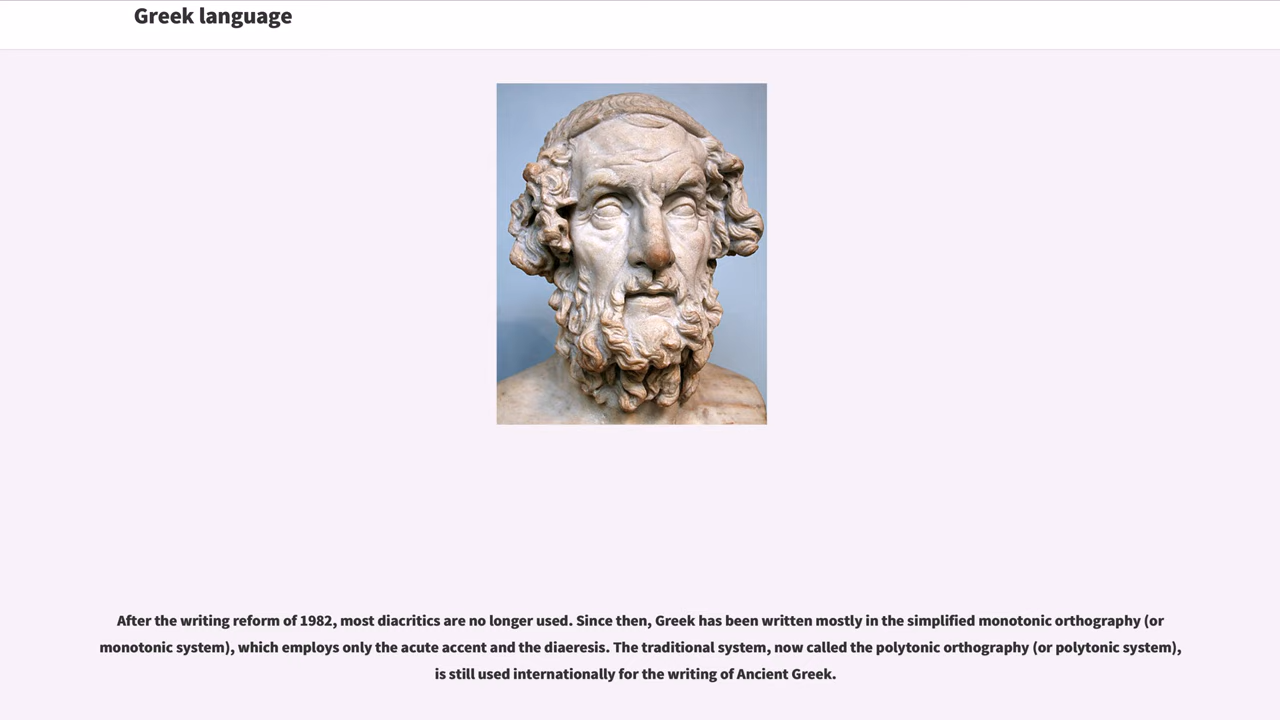 Greek language
After the writing reform of 1982, most diacritics are no longer used. Since then, Greek has been written mostly in the simplified monotonic orthography (or
monotonic system), which employs only the acute accent and the diaeresis. The traditional system, now called the polytonic orthography (or polytonic system),
is still used internationally for the writing of Ancient Greek.